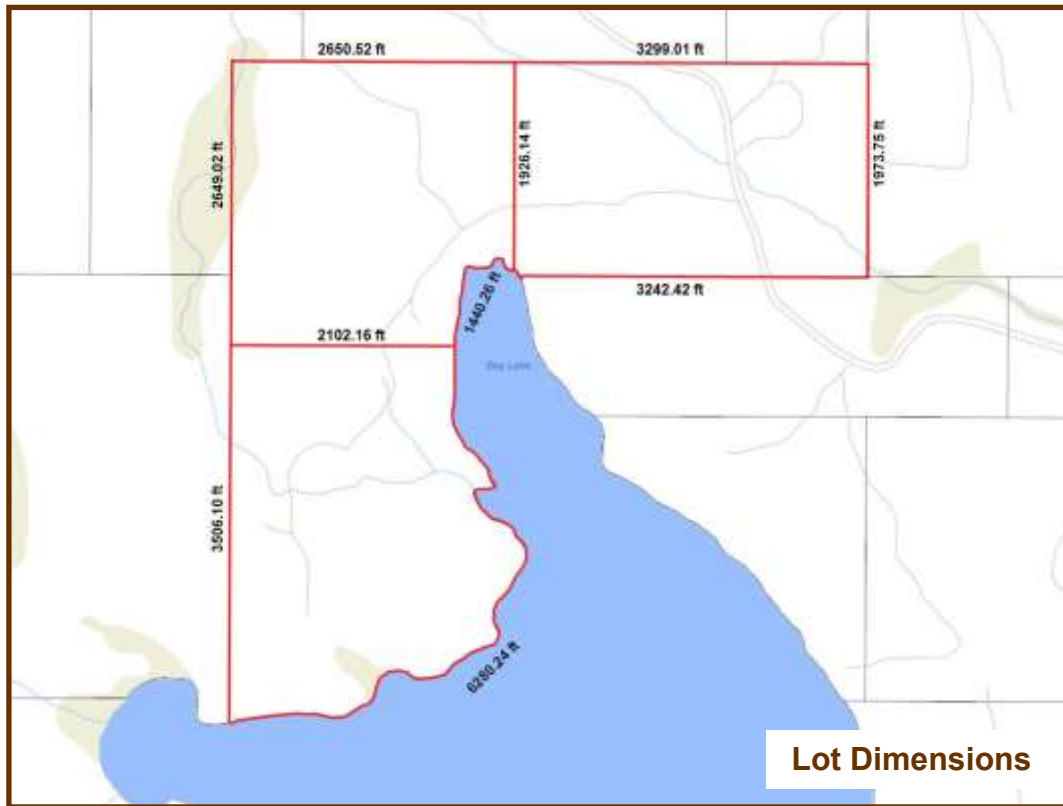 2650.52 ft
3299.01 ft
2649.02 ft
1926.14 ft
1973.75 ft
1440.26 ft
3242.42 ft
2102.16 ft
3506.10 ft
6280.24 ft
Lot Dimensions